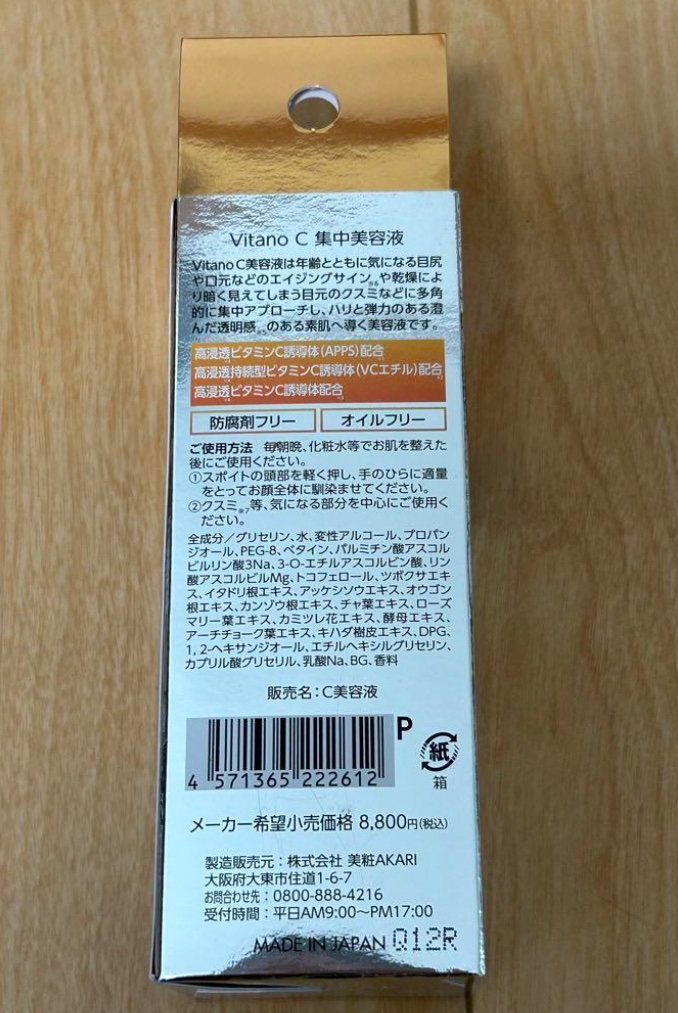 Vitano C 集中美容液
Vitano C美容液は年齢とともに気になる目尻
や口元などのエイジングサイン※6や乾燥によ
り暗く見えてしまう目元のクスミなどに多角
的に集中アプローチし、ハリと弾力のある澄
んだ透明感※5のある素肌へ導く美容液です。
高浸透ビタミンC誘導体(APPS)配合
高浸透持続型ビタミンC誘導体(VCエチル)配合
高浸透ビタミンC誘導体配合
防腐剤フリー オイルフリー
ご使用方法 毎朝晩、化粧水等でお肌を整えた
後にご使用ください。
①スポイトの頭部を軽く押し、手のひらに適量
をとってお顔全体に馴染ませてください。
②クスミ※7等、気になる部分を中心にご使用く
ださい。
全成分/グリセリン、水、変性アルコール、プロパン
ジオール、PEG-8、ベタイン、パルミチン酸アスコル
ビルリン酸3Na、3-O-エチルアスコルビン酸、リン
酸アスコルビルMg、トコフェロール、ツボクサエキ
ス、イタドリ根エキス、アッケシソウエキス、オウゴン
根エキス、カンゾウ根エキス、チャ葉エキス、ローズ
マリー葉エキス、カミツレ花エキス、酵母エキス、
アーチチョーク葉エキス、キハダ樹皮エキス、DPG、
1,2-ヘキサンジオール、エチルヘキシルグリセリン、
カプリル酸グリセリル、乳酸Na、BG、香料
販売名:C美容液
P
紙
箱
4 571365 222612
メーカー希望小売価格 8,800円(税込)
製造販売元:株式会社 美粧AKARI
大阪府大東市住道1-6-7
お問合わせ先:0800-888-4216
受付時間:平日AM9:00〜PM17:00
MADE IN JAPAN Q12R